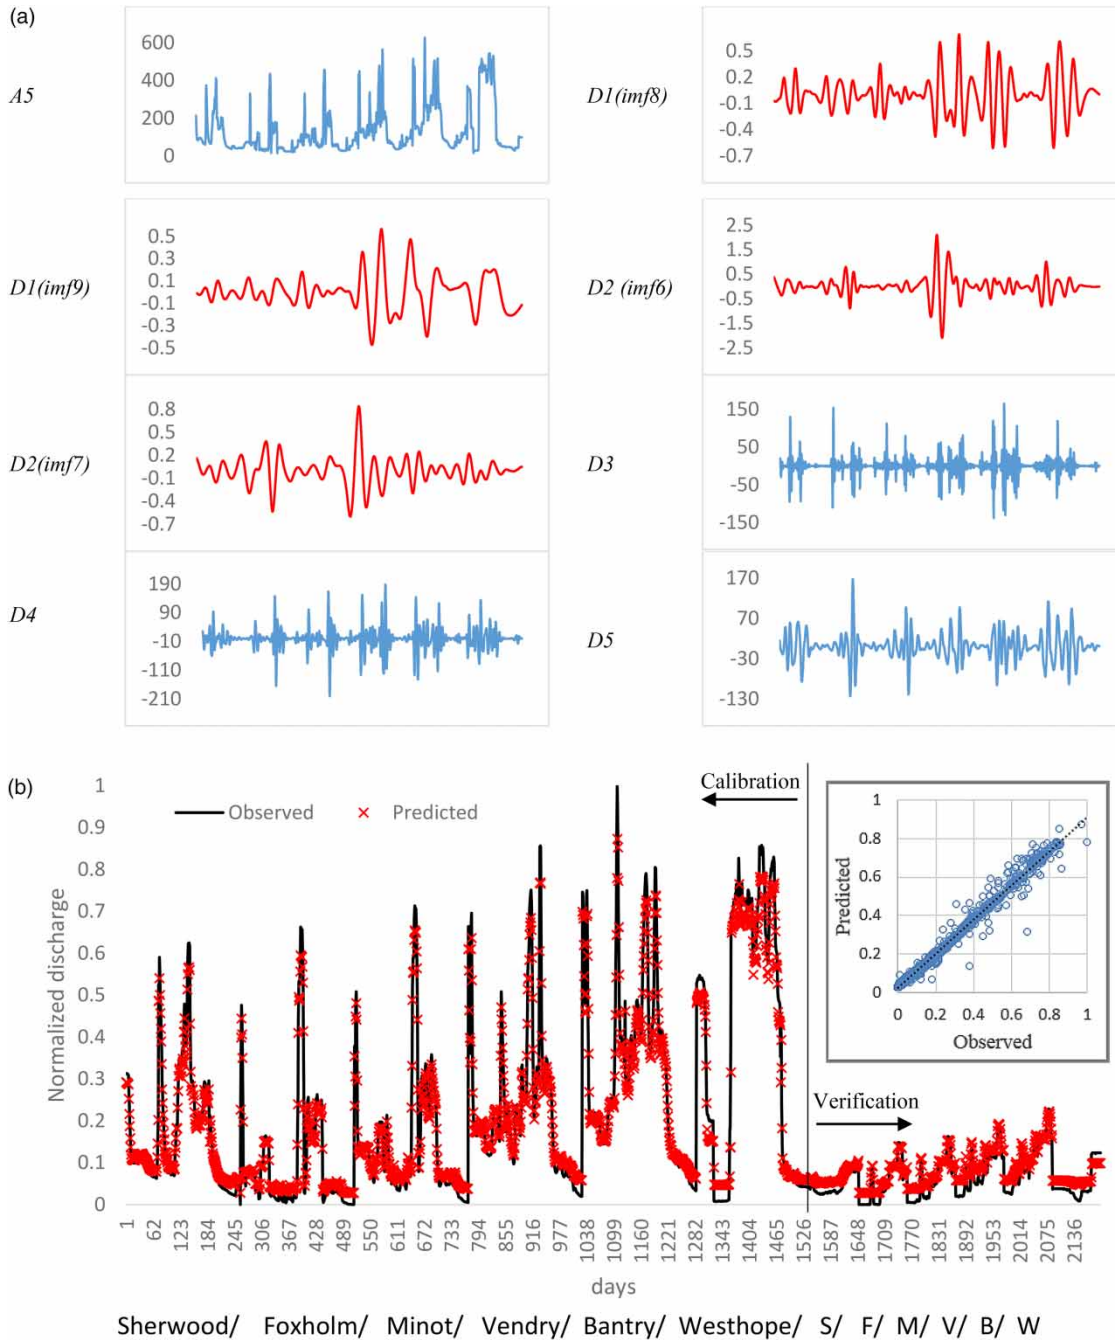 (a)
A5
600
400
200
0
D1(imf8)
0.5
0.2
-0.1
-0.4
-0.7
D1(imf9)
0.5
0.3
0.1
-0.1
-0.3
-0.5
D2 (imf6)
2.5
1.5
0.5
-0.5
-1.5
-2.5
D2(imf7)
0.8
0.5
0.2
-0.1
-0.4
-0.7
D3
150
50
-50
-150
D4
190
90
-10
-110
-210
D5
170
70
-30
-130
(b)
Normalized discharge
1
0.9
0.8
0.7
0.6
0.5
0.4
0.3
0.2
0.1
0
Observed Predicted
Calibration
Verification
Predicted
1
0.8
0.6
0.4
0.2
0
0 0.2 0.4 0.6 0.8 1
Observed
1 62 123 184 245 306 367 428 489 550 611 672 733 794 855 916 977 1038 1099 1160 1221 1282 1343 1404 1465 1526 1587 1648 1709 1770 1831 1892 1953 2014 2075 2136
days
Sherwood/ Foxholm/ Minot/ Vendry/ Bantry/ Westhope/ S/ F/ M/ V/ B/ W